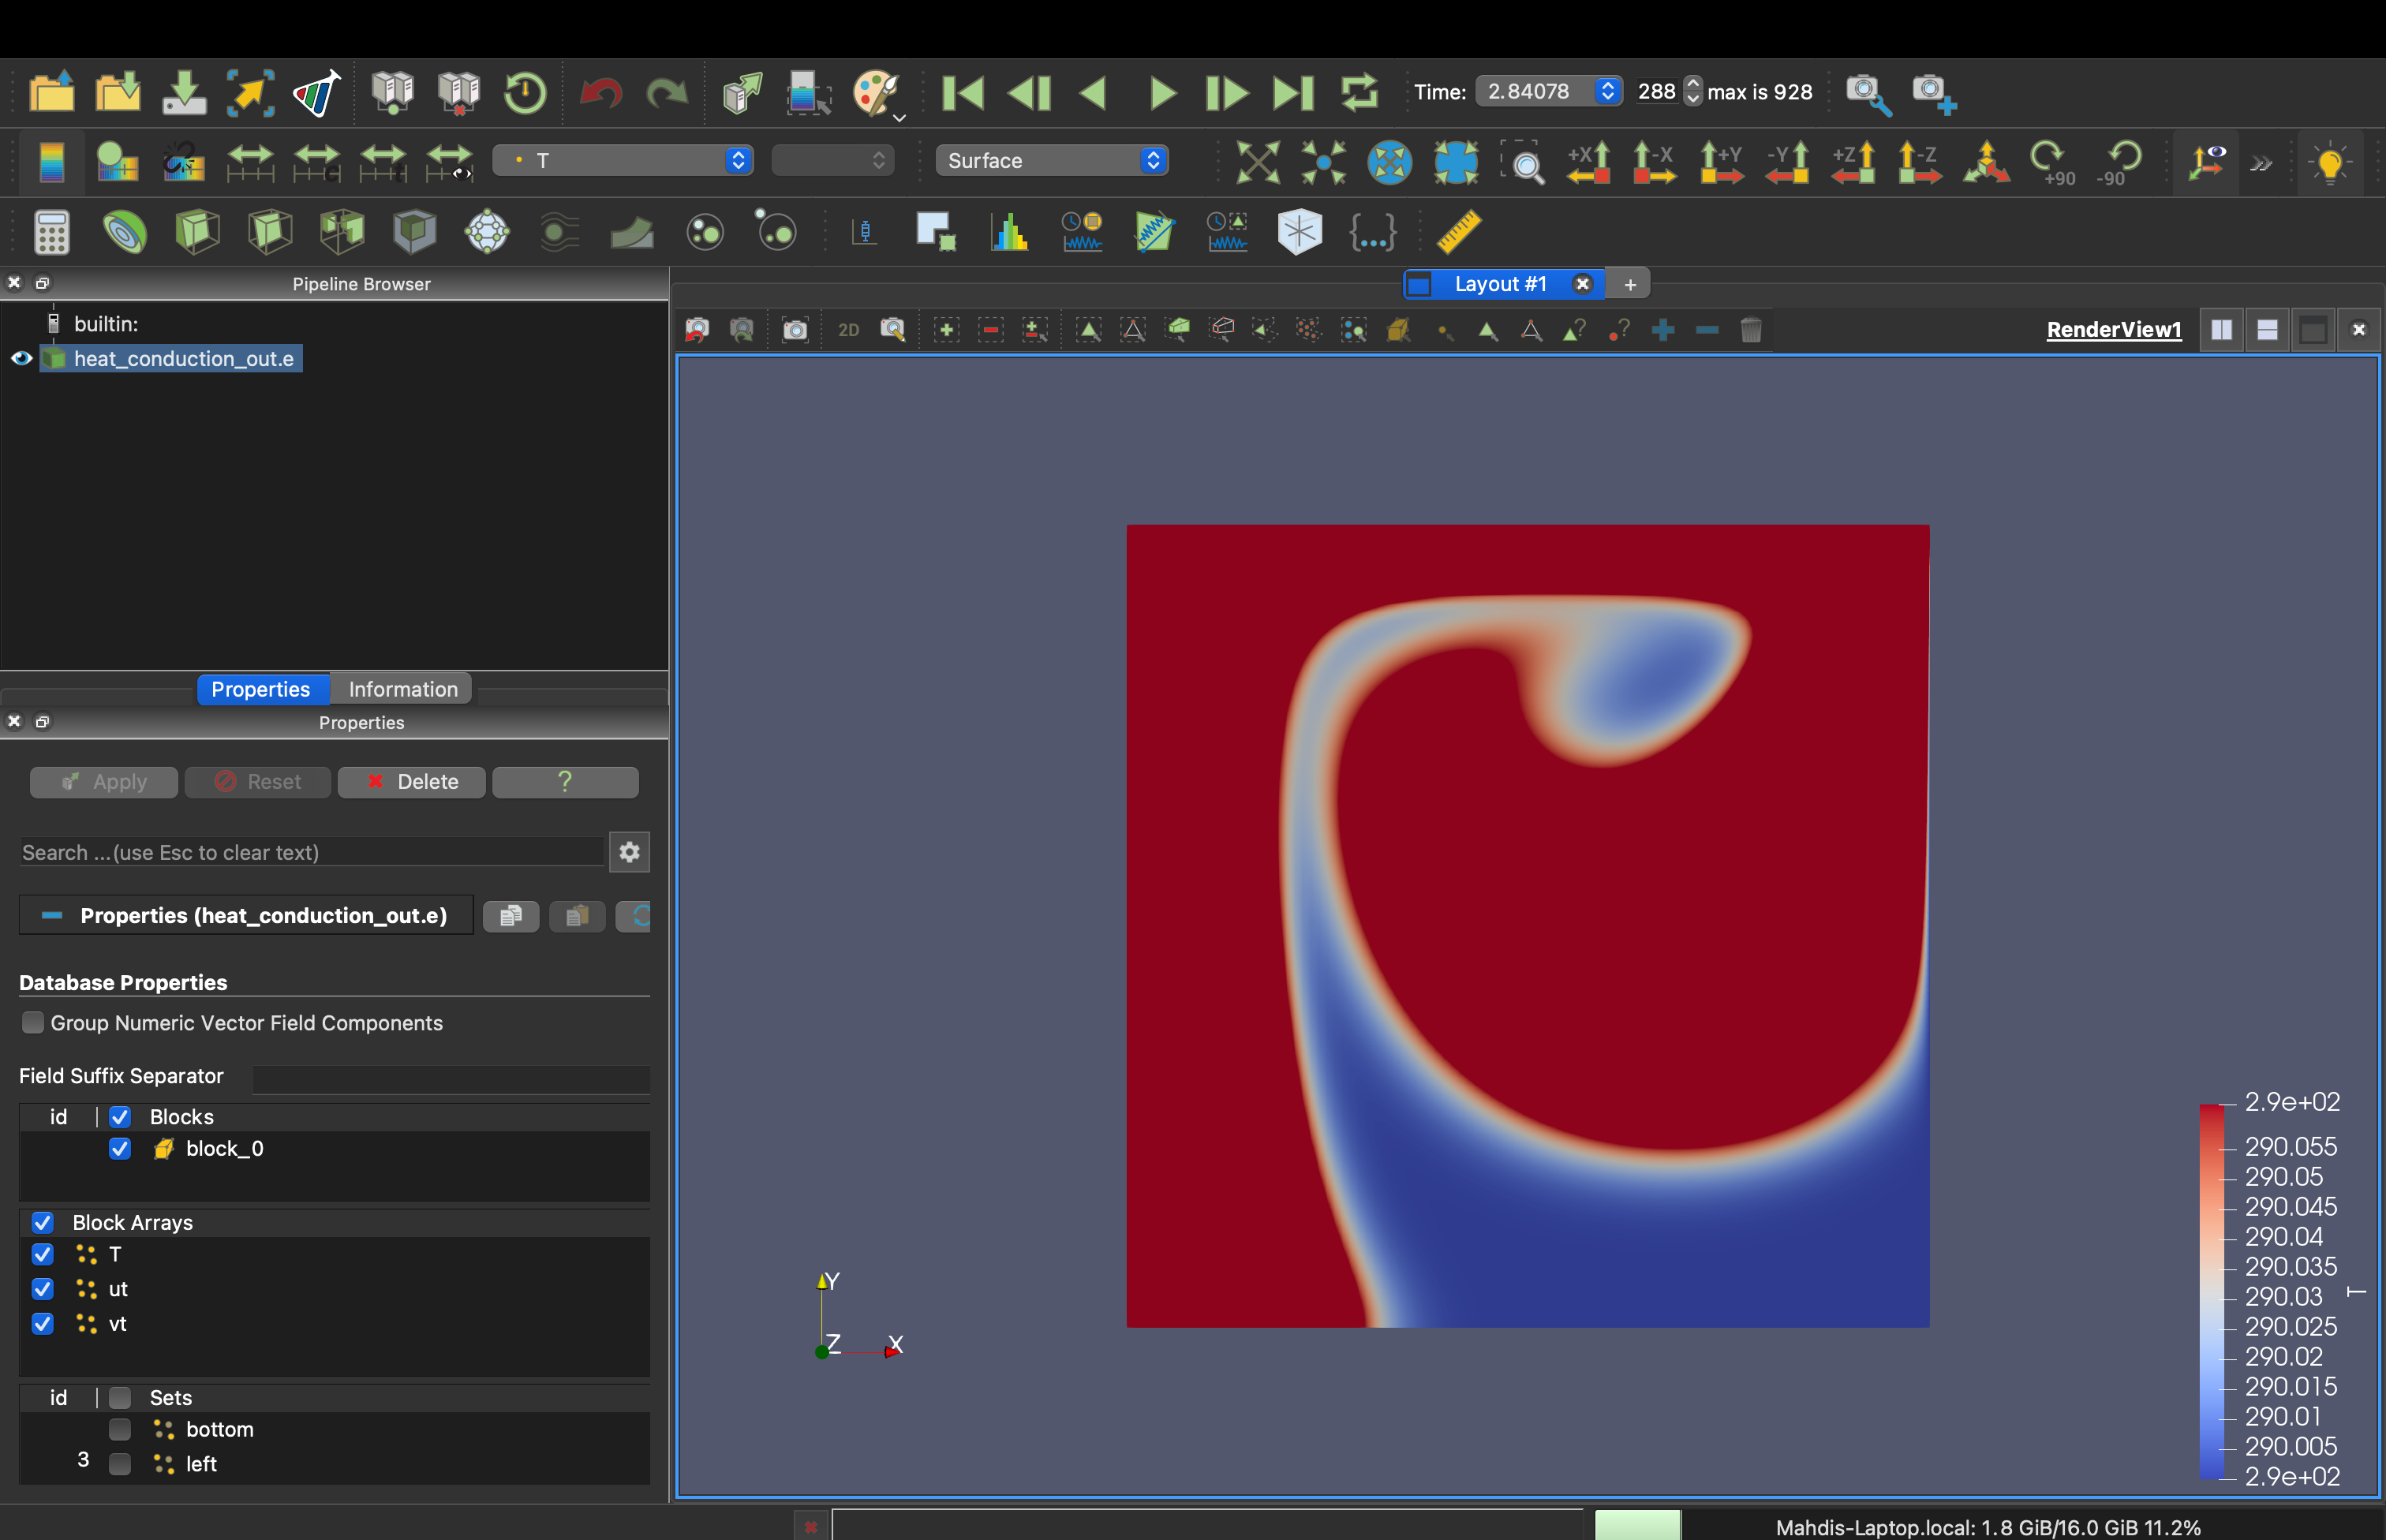 Time: 2.84078 288 max is 928
T Surface
+X -X +Y -Y +Z -Z +90 -90
Pipeline Browser
builtin:
heat_conduction_out.e
Properties Information
Properties
Apply Reset Delete ?
Search ...(use Esc to clear text)
Properties (heat_conduction_out.e)
Database Properties
Group Numeric Vector Field Components
Field Suffix Separator
id Blocks
block_0
Block Arrays
T
ut
vt
id Sets
bottom
3 left
Layout #1 +
2D
RenderView1
Y
Z X
2.9e+02
290.055
290.05
290.045
290.04
290.035
290.03
290.025
290.02
290.015
290.01
290.005
2.9e+02
T
Mahdis-Laptop.local: 1.8 GiB/16.0 GiB 11.2%